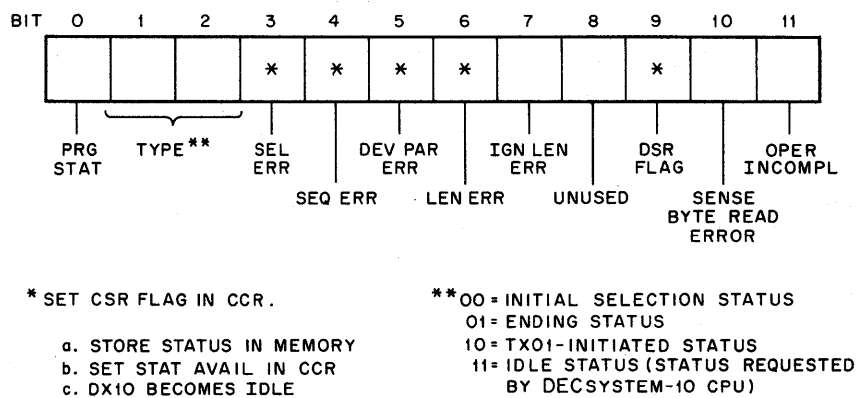 BIT 0 1 2 3 4 5 6 7 8 9 10 11
* * * * *
PRG STAT
TYPE**
SEL ERR
SEQ ERR
DEV PAR ERR
LEN ERR
IGN LEN ERR
UNUSED
DSR FLAG
SENSE BYTE READ ERROR
OPER INCOMPL
* SET CSR FLAG IN CCR.
a. STORE STATUS IN MEMORY
b. SET STAT AVAIL IN CCR
c. DX10 BECOMES IDLE
**00= INITIAL SELECTION STATUS
01= ENDING STATUS
10= TX01-INITIATED STATUS
11= IDLE STATUS (STATUS REQUESTED
BY DECSYSTEM-10 CPU)